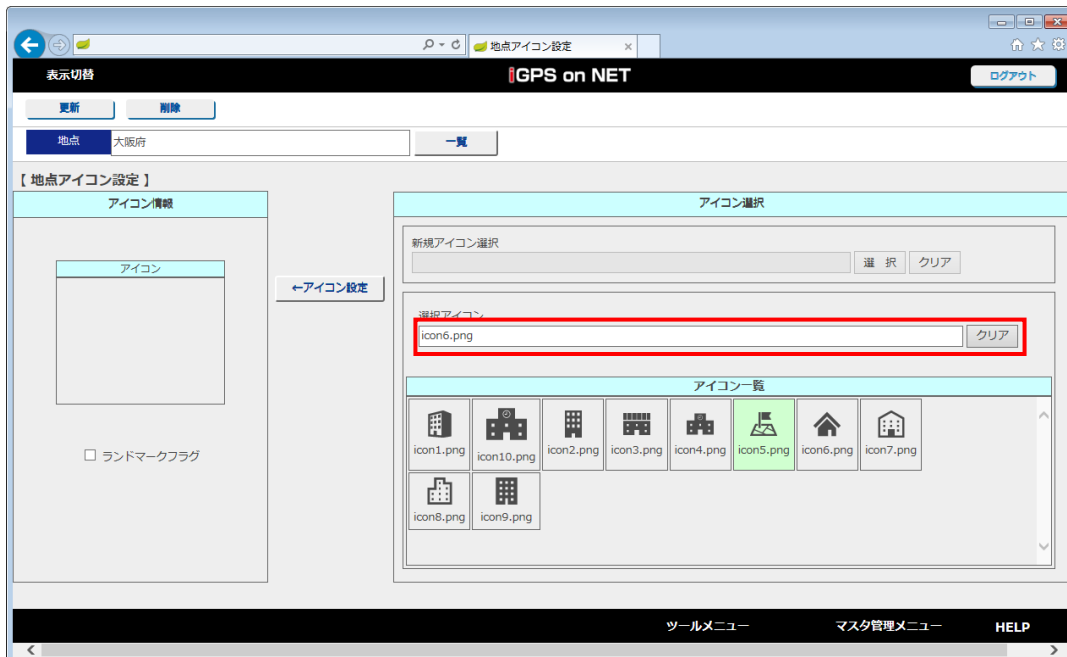 地点アイコン設定
表示切替
iGPS on NET
ログアウト
更新 削除
地点 大阪府 一覧
【 地点アイコン設定 】
アイコン情報
アイコン選択
新規アイコン選択
選 択 クリア
アイコン
←アイコン設定
選択アイコン
icon6.png クリア
アイコン一覧
icon1.png icon10.png icon2.png icon3.png icon4.png icon5.png icon6.png icon7.png
icon8.png icon9.png
ランドマークフラグ
ツールメニュー マスタ管理メニュー HELP